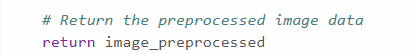 # Return the preprocessed image data
return image_preprocessed